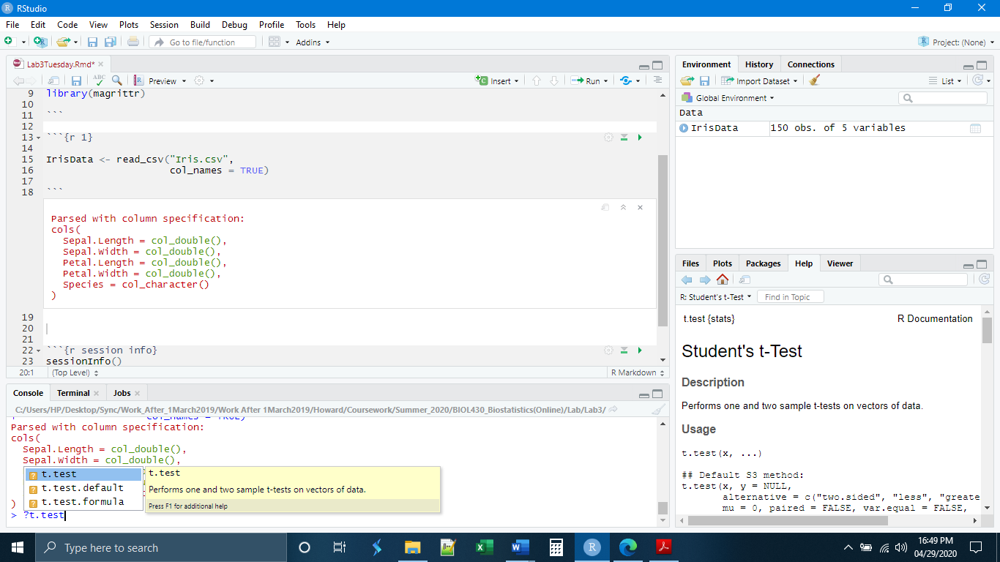 RStudio
File Edit Code View Plots Session Build Debug Profile Tools Help
Go to file/function Addins Project: (None)
Lab3Tuesday.Rmd*
ABC Preview Insert Run
9 library(magrittr)
10
11 ```
12
13 ```{r 1}
14
15 IrisData <- read_csv("Iris.csv",
16 col_names = TRUE)
17
18 ```
Parsed with column specification:
cols(
Sepal.Length = col_double(),
Sepal.Width = col_double(),
Petal.Length = col_double(),
Petal.Width = col_double(),
Species = col_character()
)
19
20
21
22 ```{r session info}
23 sessionInfo()
20:1 (Top Level) R Markdown
Console Terminal Jobs
C:/Users/HP/Desktop/Sync/Work_After_1March2019/Work After 1March2019/Howard/Coursework/Summer_2020/BIOL430_Biostatistics(Online)/Lab/Lab3/
+ col_names = TRUE)
Parsed with column specification:
cols(
Sepal.Length = col_double(),
Sepal.Width = col_double(),
t.test
t.test.default
t.test.formula
t.test
Performs one and two sample t-tests on vectors of data.
Press F1 for additional help
)
> ?t.test
Environment History Connections
Import Dataset List
Global Environment
Data
IrisData 150 obs. of 5 variables
Files Plots Packages Help Viewer
R: Student's t-Test Find in Topic
t.test {stats} R Documentation
Student's t-Test
Description
Performs one and two sample t-tests on vectors of data.
Usage
t.test(x, ...)
## Default S3 method:
t.test(x, y = NULL,
alternative = c("two.sided", "less", "greate
mu = 0, paired = FALSE, var.equal = FALSE,
Type here to search
16:49 PM
04/29/2020